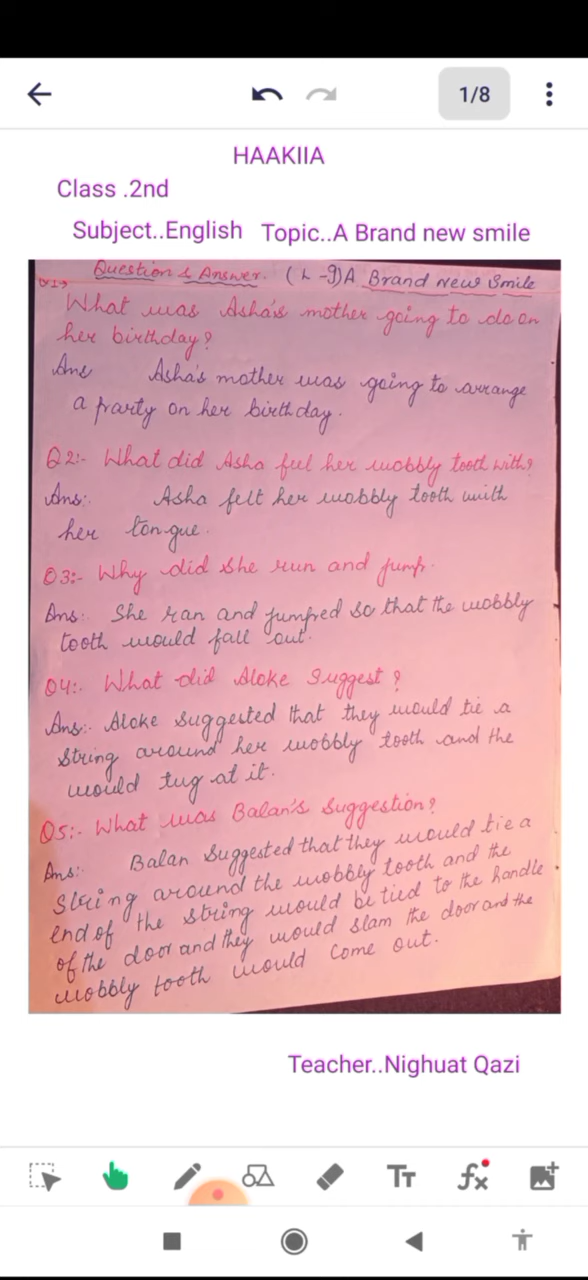 1/8
HAAKIIA
Class .2nd
Subject..English Topic..A Brand new smile
Question & Answer. (L-9) A Brand New Smile
Q1,
What was Asha's mother going to do on
her birthday?
Ans Asha's mother was going to arrange
a party on her birthday.
Q2:- What did Asha feel her wobbly tooth with?
Ans:. Asha felt her wobbly tooth with
her tongue.
Q3:- Why did she run and jump.
Ans:. She ran and jumped so that the wobbly
tooth would fall out.
Q4:. What did Aloke Suggest?
Ans:. Aloke suggested that they would tie a
string around her wobbly tooth and the
would tug at it.
Q5:- What was Balan's Suggestion?
Ans:. Balan Suggested that they would tie a
string around the wobbly tooth and the
end of the string would be tied to the handle
of the door and they would slam the door and the
wobbly tooth would come out.
Teacher..Nighuat Qazi
Tт
fx